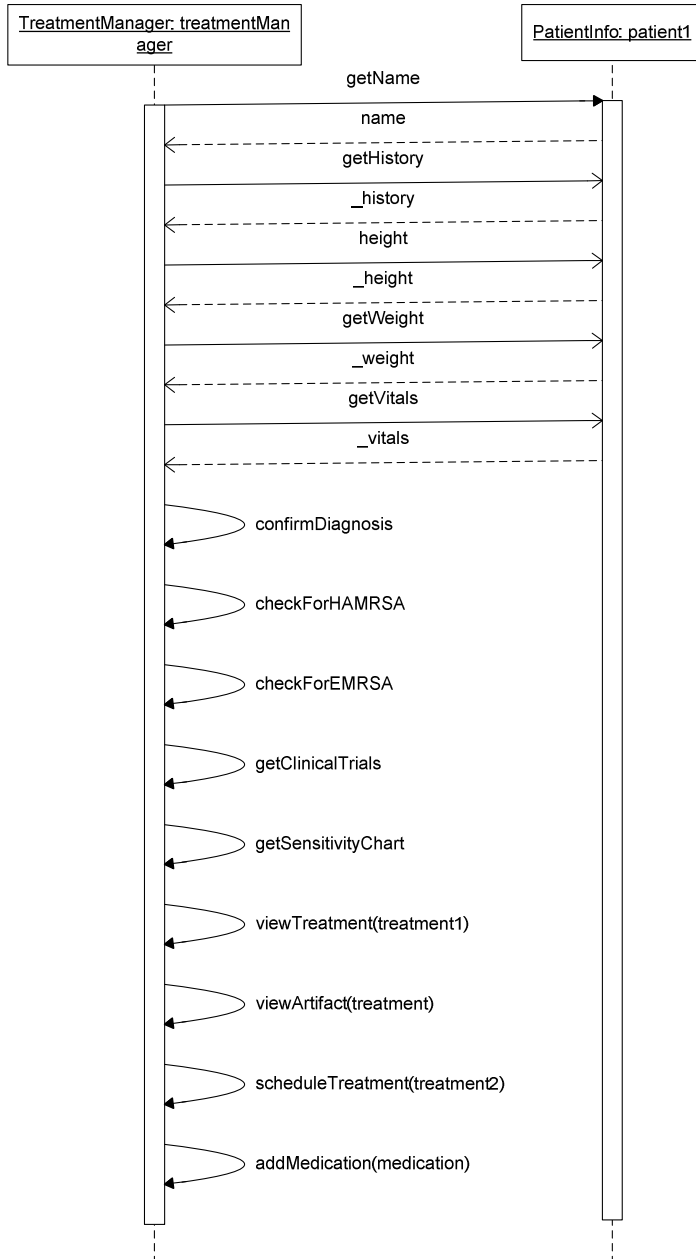 TreatmentManager: treatmentMan
ager
PatientInfo: patient1
getName
name
getHistory
_history
height
_height
getWeight
_weight
getVitals
_vitals
confirmDiagnosis
checkForHAMRSA
checkForEMRSA
getClinicalTrials
getSensitivityChart
viewTreatment(treatment1)
viewArtifact(treatment)
scheduleTreatment(treatment2)
addMedication(medication)